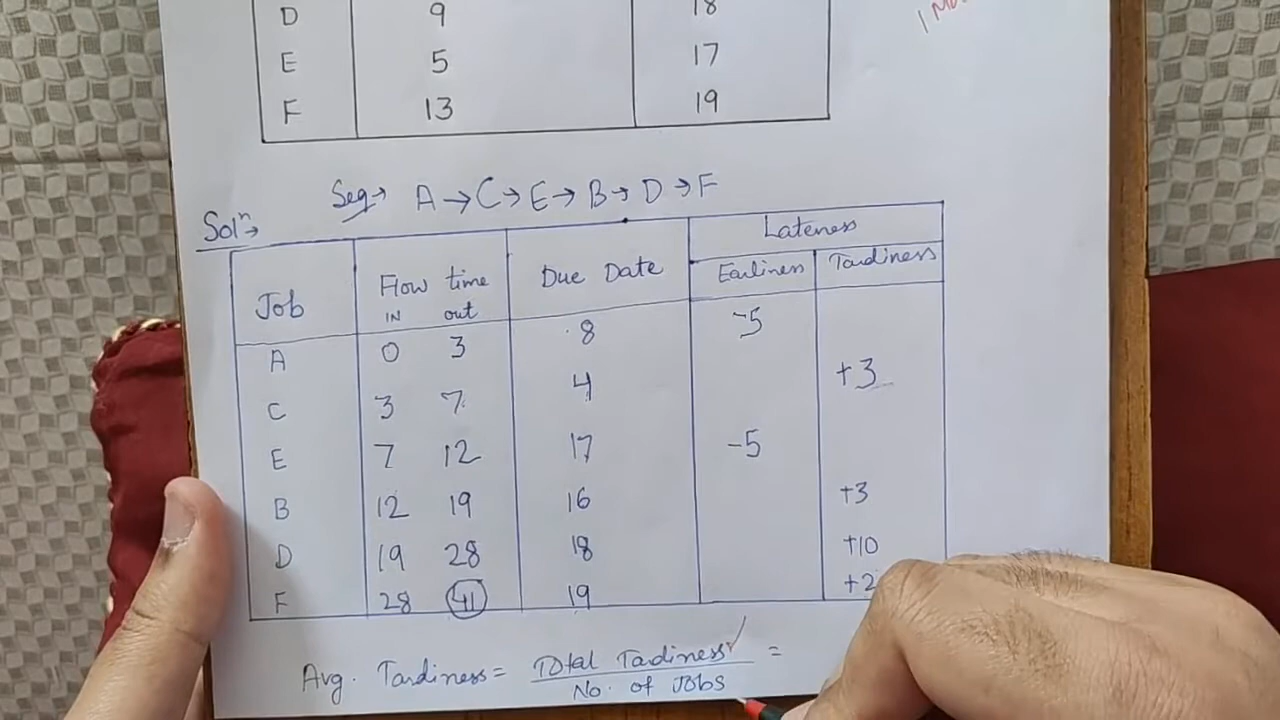 D 9 18
E 5 17
F 13 19
Seq→ A → C → E → B → D → F
Solⁿ→
Lateness
Job Flow time Due Date Earliness Tardiness
IN out
A 0 3 8 -5
C 3 7 4 +3
E 7 12 17 -5
B 12 19 16 +3
D 19 28 18 +10
F 28 41 19 +2
Avg. Tardiness = Total Tardiness ✓ =
No. of Jobs